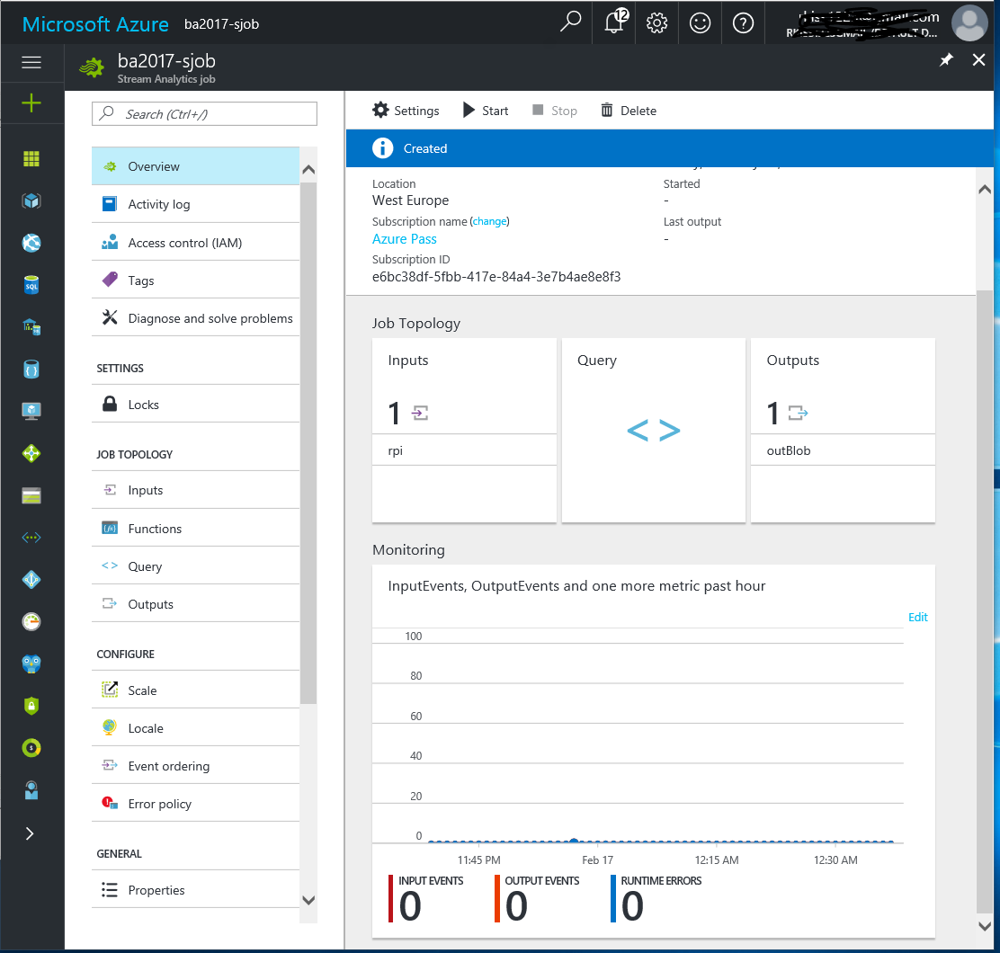 Microsoft Azure ba2017-sjob
12
ba2017-sjob
Stream Analytics job
Search (Ctrl+/)
Overview
Activity log
Access control (IAM)
Tags
Diagnose and solve problems
SETTINGS
Locks
JOB TOPOLOGY
Inputs
Functions
Query
Outputs
CONFIGURE
Scale
Locale
Event ordering
Error policy
GENERAL
Properties
Settings Start Stop Delete
Created
Location
West Europe
Started
-
Subscription name (change)
Azure Pass
Last output
-
Subscription ID
e6bc38df-5fbb-417e-84a4-3e7b4ae8e8f3
Job Topology
Inputs
1
rpi
Query
< >
Outputs
1
outBlob
Monitoring
InputEvents, OutputEvents and one more metric past hour
Edit
100
80
60
40
20
0
11:45 PM Feb 17 12:15 AM 12:30 AM
INPUT EVENTS
0
OUTPUT EVENTS
0
RUNTIME ERRORS
0